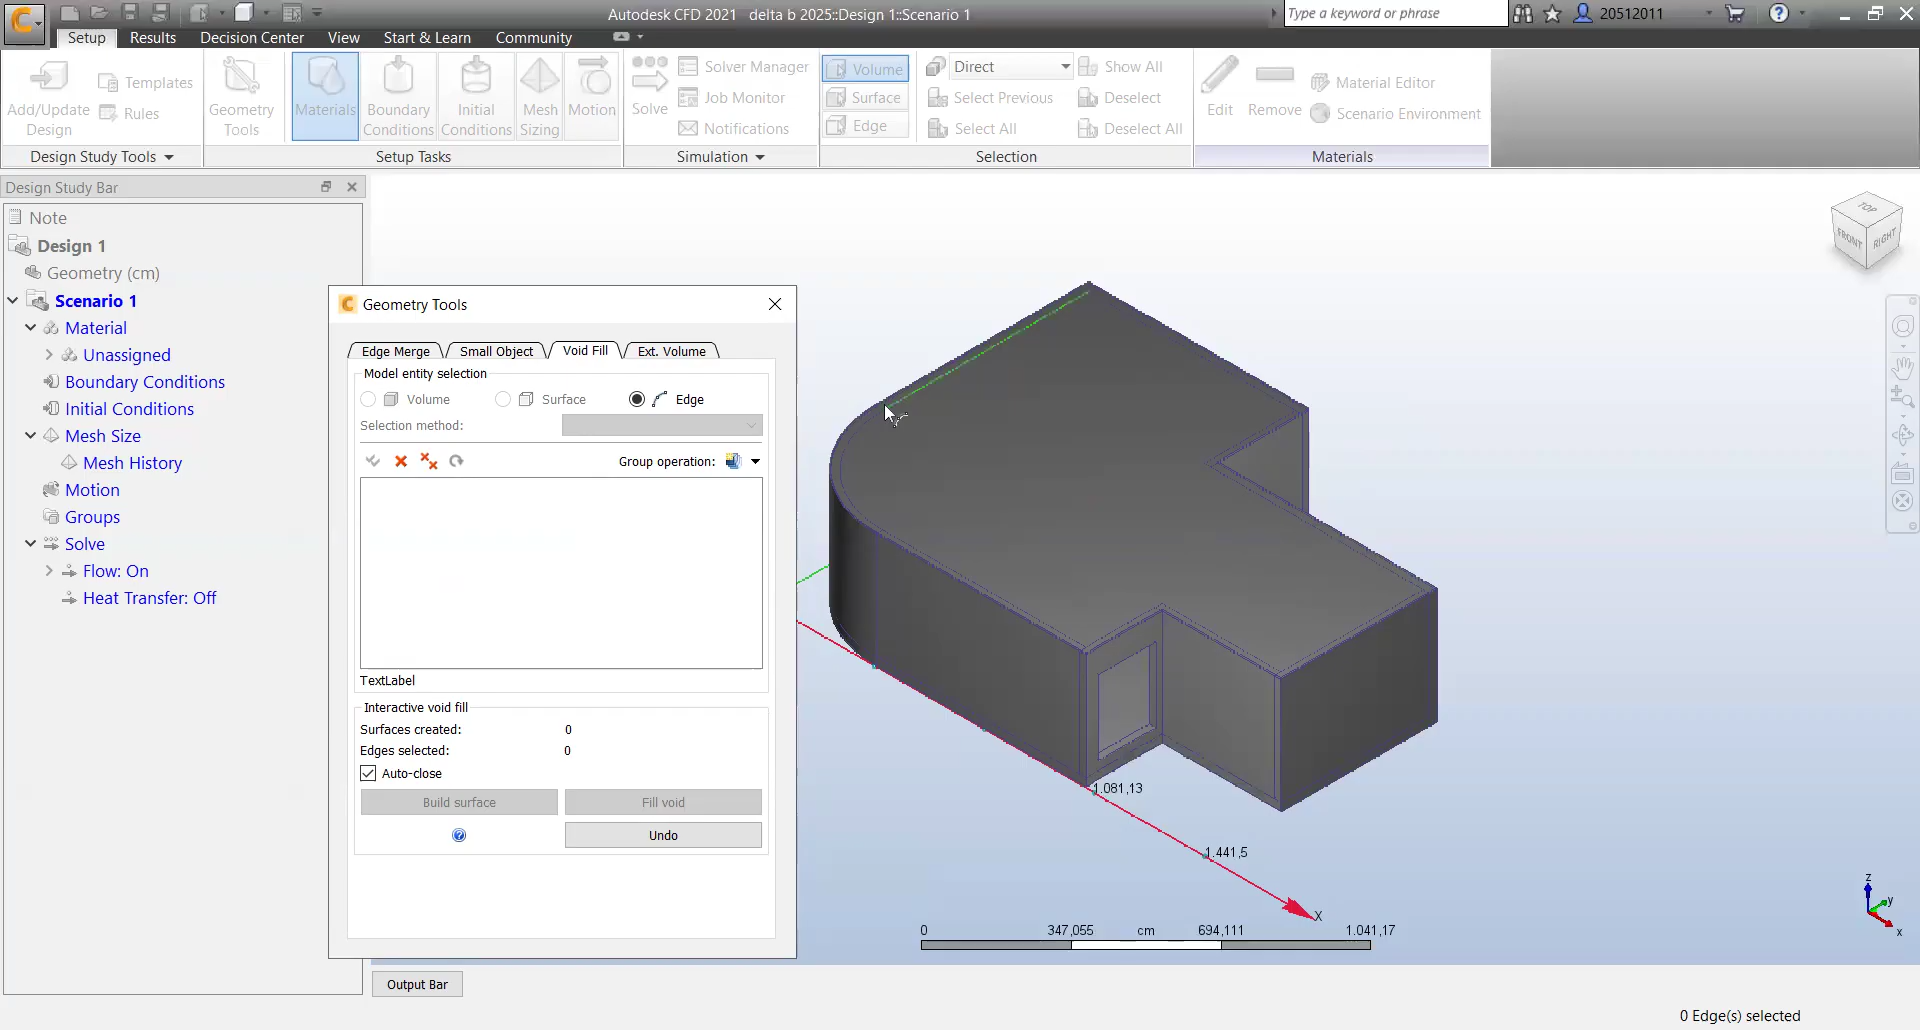 Autodesk CFD 2021 delta b 2025::Design 1::Scenario 1
Type a keyword or phrase
20512011
Setup
Results
Decision Center
View
Start & Learn
Community
Add/Update
Design
Templates
Rules
Geometry
Tools
Materials
Boundary
Conditions
Initial
Conditions
Mesh
Sizing
Motion
Solve
Solver Manager
Job Monitor
Notifications
Volume
Surface
Edge
Direct
Select Previous
Select All
Show All
Deselect
Deselect All
Edit
Remove
Material Editor
Scenario Environment
Design Study Tools
Setup Tasks
Simulation
Selection
Materials
Design Study Bar
Note
Design 1
Geometry (cm)
Scenario 1
Material
Unassigned
Boundary Conditions
Initial Conditions
Mesh Size
Mesh History
Motion
Groups
Solve
Flow: On
Heat Transfer: Off
Geometry Tools
Edge Merge
Small Object
Void Fill
Ext. Volume
Model entity selection
Volume
Surface
Edge
Selection method:
Group operation:
TextLabel
Interactive void fill
Surfaces created: 0
Edges selected: 0
Auto-close
Build surface
Fill void
Undo
TOP
FRONT
RIGHT
1.081,13
1.441,5
X
0 347,055 cm 694,111 1.041,17
z
y
x
Output Bar
0 Edge(s) selected